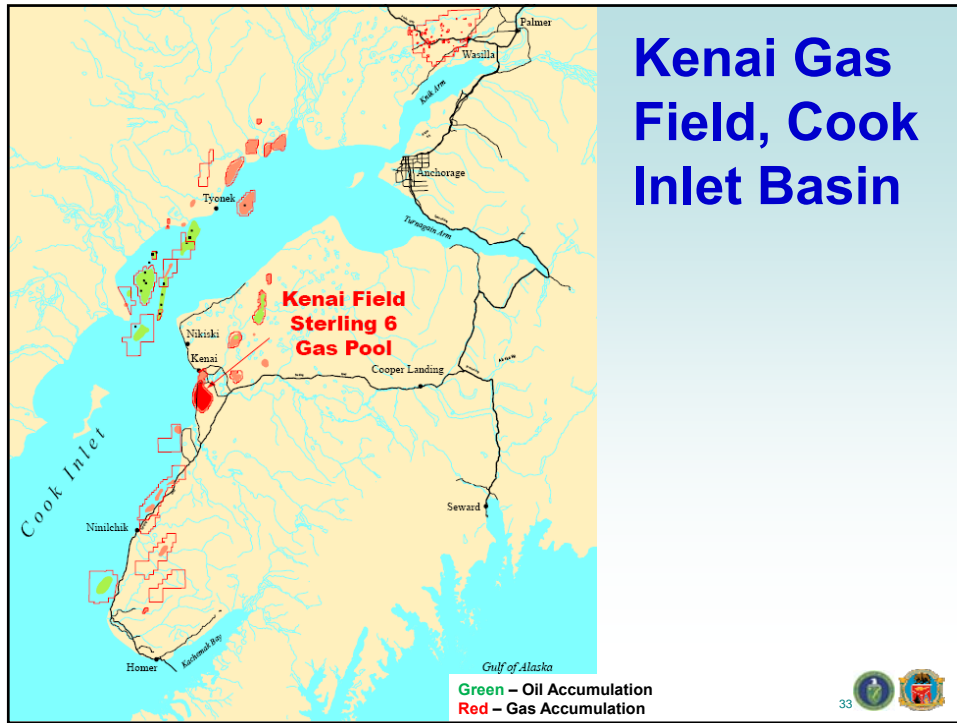 Kenai Gas
Field, Cook
Inlet Basin
Palmer
Wasilla
Knik Arm
Anchorage
Tyonek
Turnagain Arm
Kenai Field
Sterling 6
Gas Pool
Nikiski
Kenai
Cooper Landing
Cook Inlet
Seward
Ninilchik
Homer
Kachemak Bay
Gulf of Alaska
Green – Oil Accumulation
Red – Gas Accumulation
33